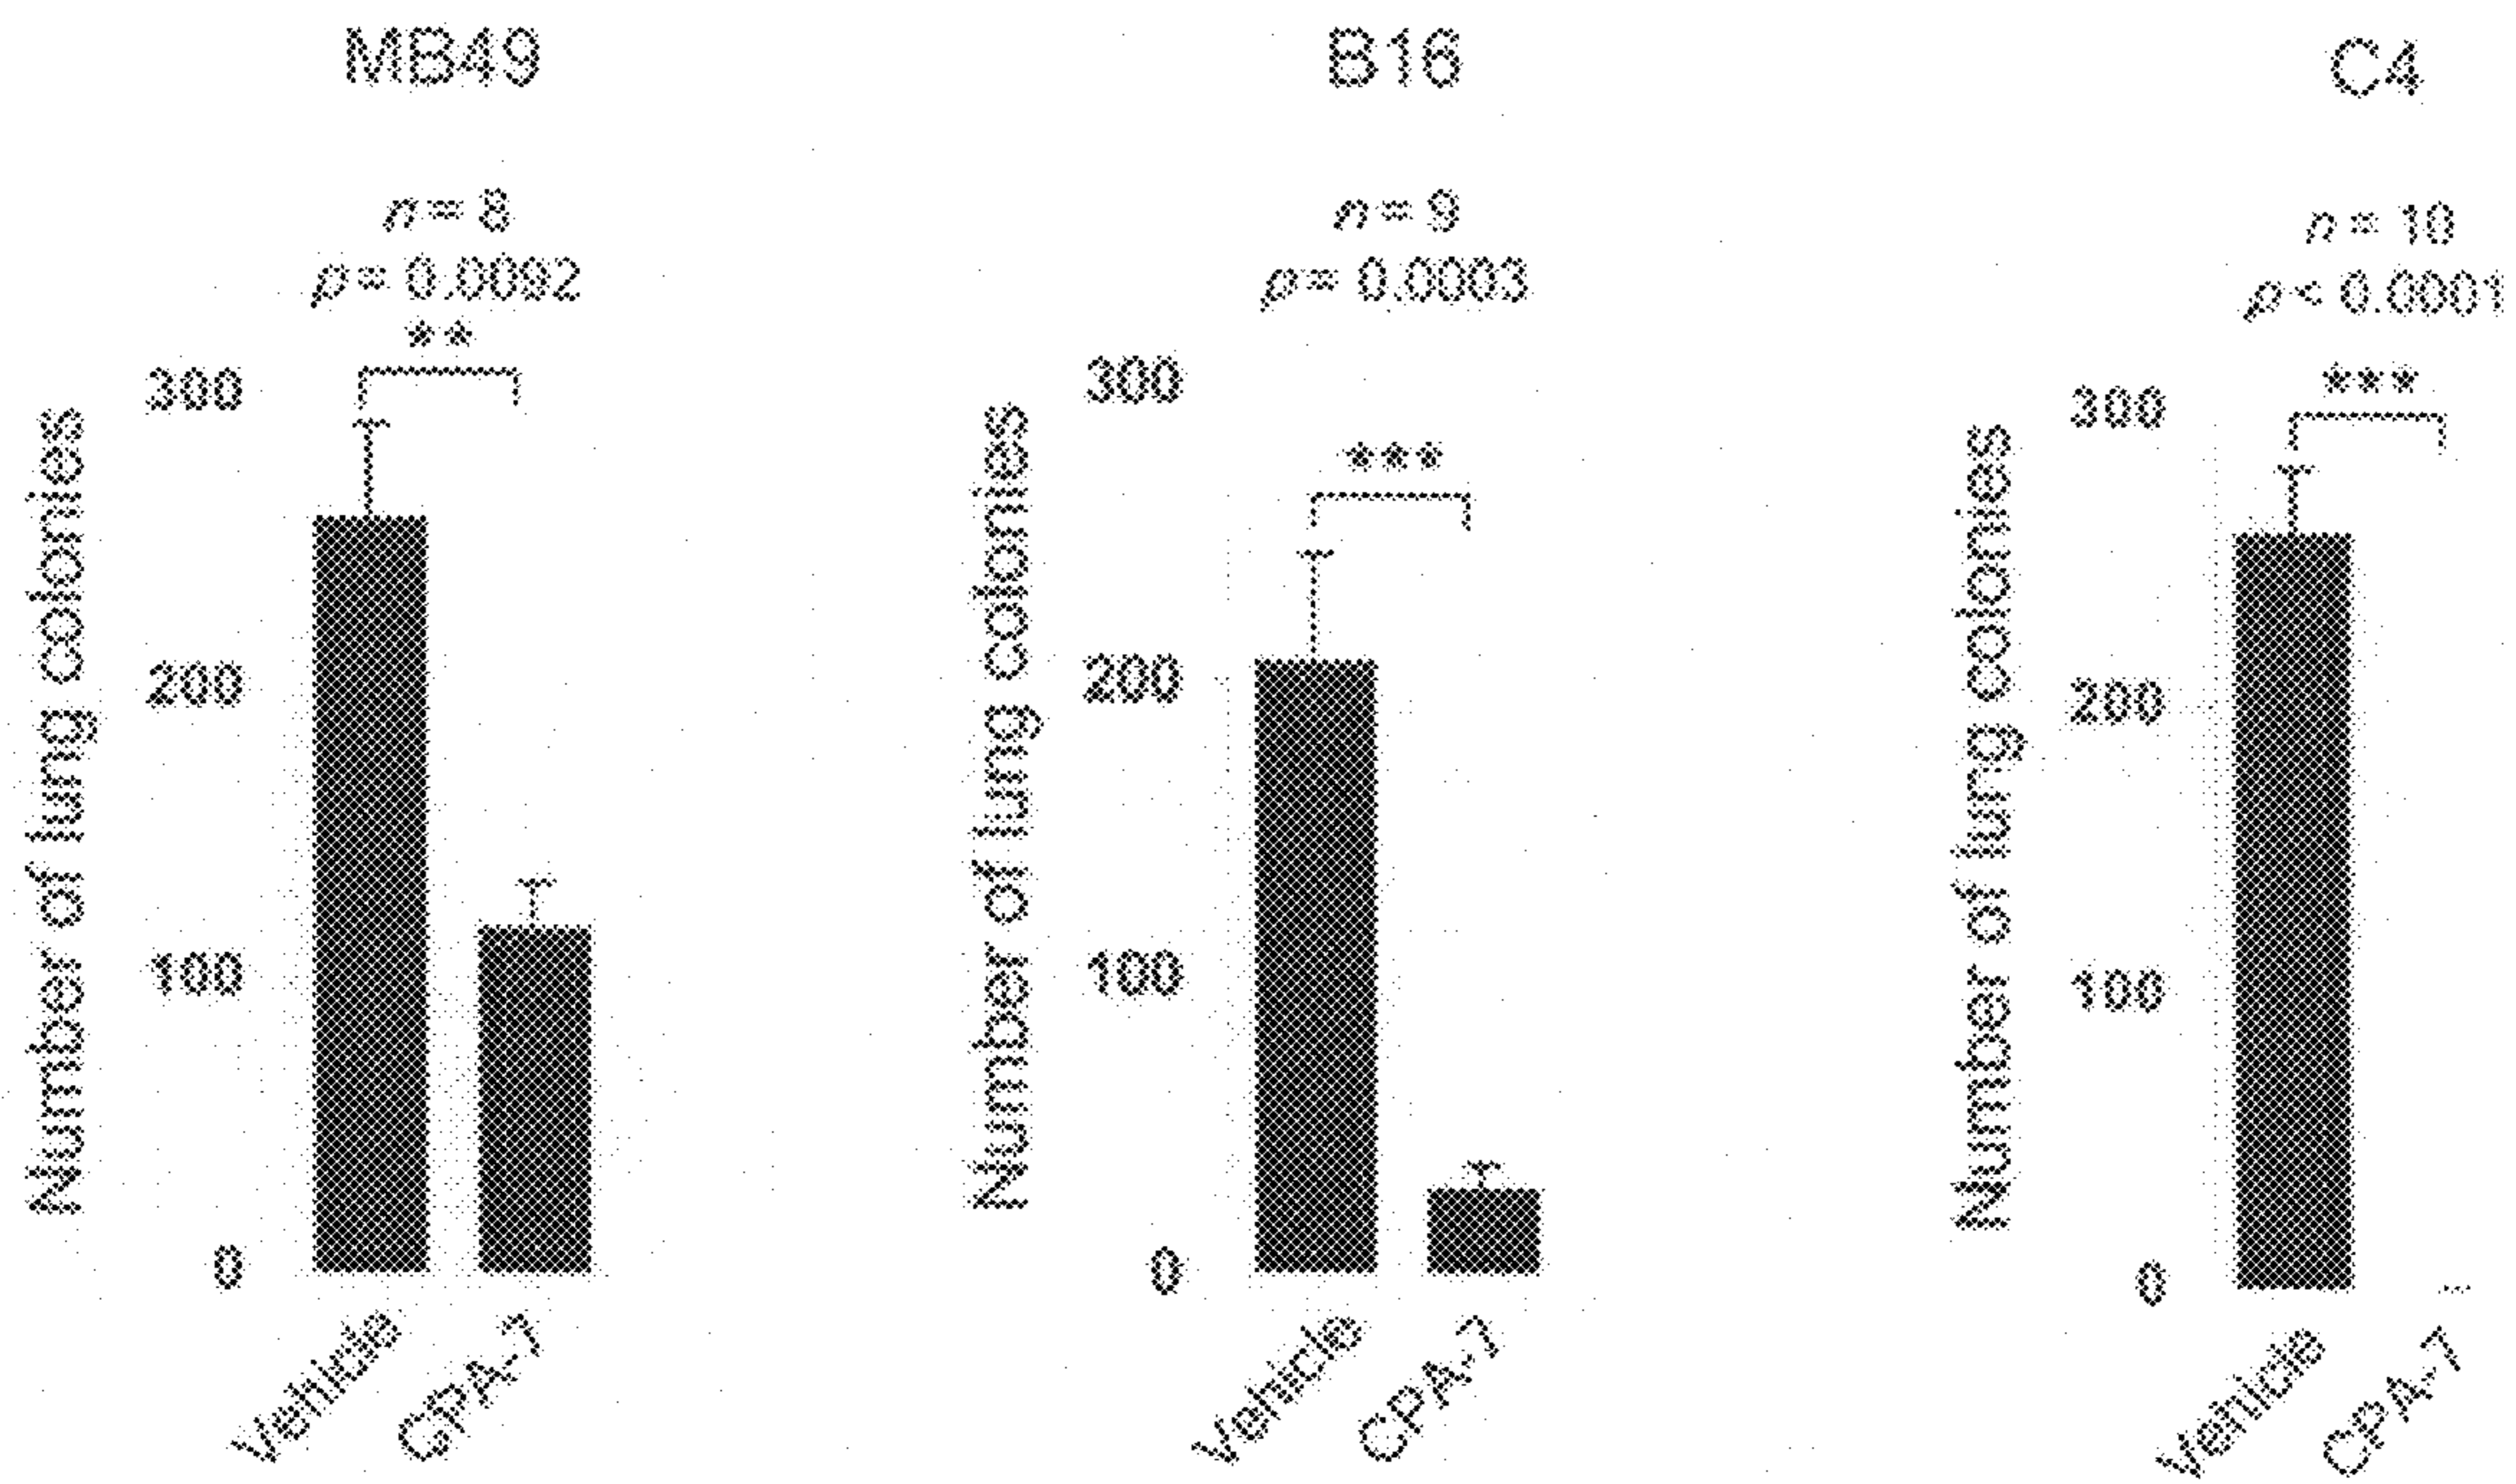 MB49
n = 8
p = 0.0092
**
Number of lung colonies
300
200
100
0
Vehicle
CPA-7
B16
n = 9
p = 0.0003
***
Number of lung colonies
300
200
100
0
Vehicle
CPA-7
C4
n = 10
p < 0.0001
***
Number of lung colonies
300
200
100
0
Vehicle
CPA-7